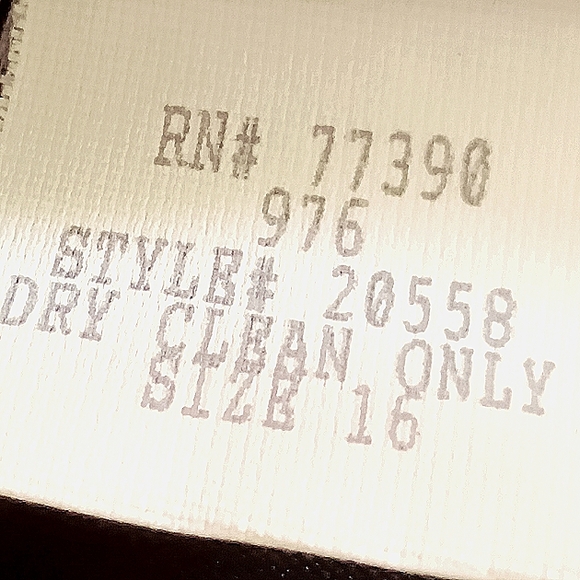 RN# 77390
976
STYLE# 20558
DRY CLEAN ONLY
SIZE 16